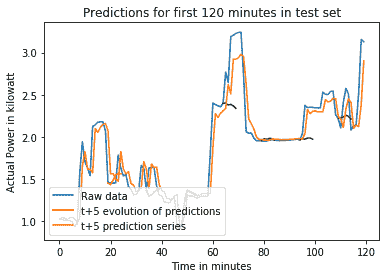 Predictions for first 120 minutes in test set
Actual Power in kilowatt
3.0
2.5
2.0
1.5
1.0
Raw data
t+5 evolution of predictions
t+5 prediction series
0 20 40 60 80 100 120
Time in minutes